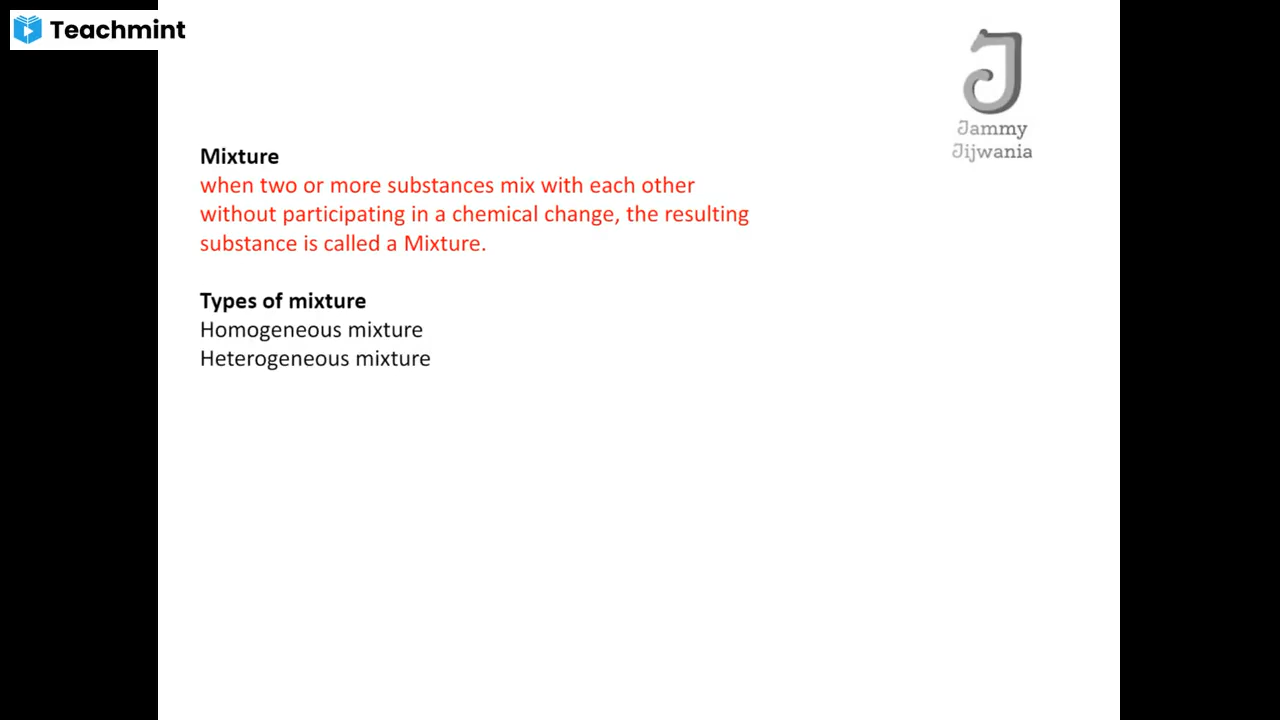 Teachmint
J
Jammy
Jijwania
Mixture
when two or more substances mix with each other
without participating in a chemical change, the resulting
substance is called a Mixture.
Types of mixture
Homogeneous mixture
Heterogeneous mixture